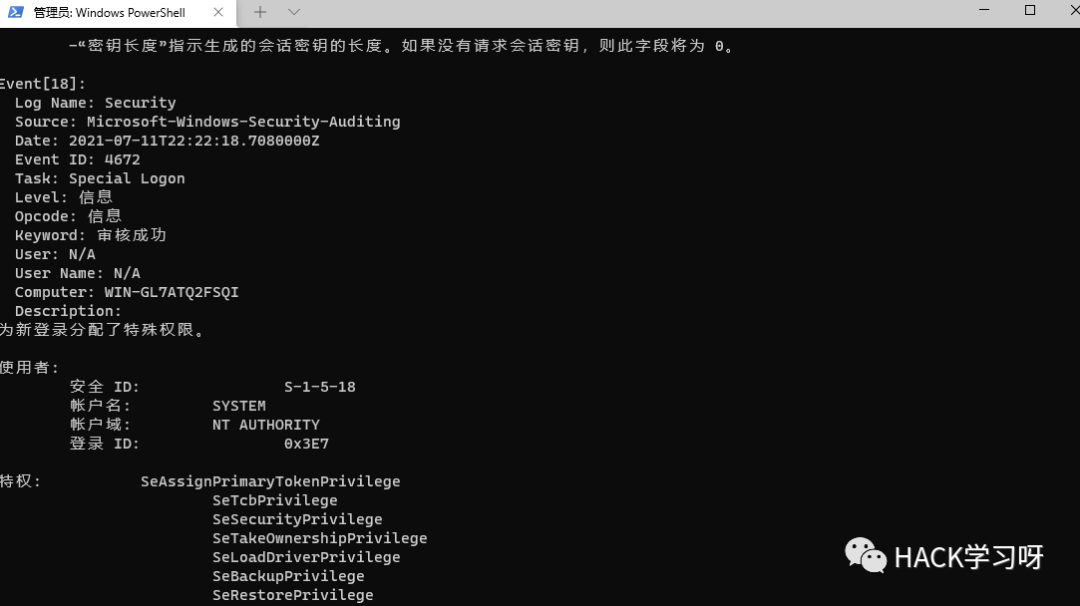 管理员: Windows PowerShell
-“密钥长度”指示生成的会话密钥的长度。如果没有请求会话密钥，则此字段将为 0。
Event[18]:
Log Name: Security
Source: Microsoft-Windows-Security-Auditing
Date: 2021-07-11T22:22:18.7080000Z
Event ID: 4672
Task: Special Logon
Level: 信息
Opcode: 信息
Keyword: 审核成功
User: N/A
User Name: N/A
Computer: WIN-GL7ATQ2FSQI
Description:
为新登录分配了特殊权限。
使用者:
安全 ID: S-1-5-18
帐户名: SYSTEM
帐户域: NT AUTHORITY
登录 ID: 0x3E7
特权: SeAssignPrimaryTokenPrivilege
SeTcbPrivilege
SeSecurityPrivilege
SeTakeOwnershipPrivilege
SeLoadDriverPrivilege
SeBackupPrivilege
SeRestorePrivilege
HACK学习呀